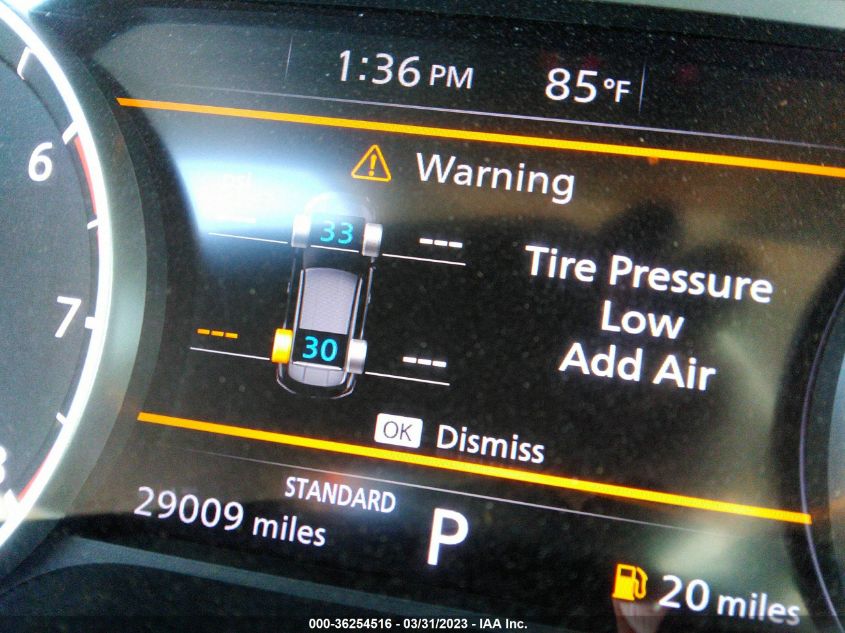 1:36 PM 85°F
6
Warning
33
---
Tire Pressure
Low
Add Air
7
---
30
---
OK Dismiss
STANDARD
29009 miles
P
20 miles
000-36254516 - 03/31/2023 - IAA Inc.